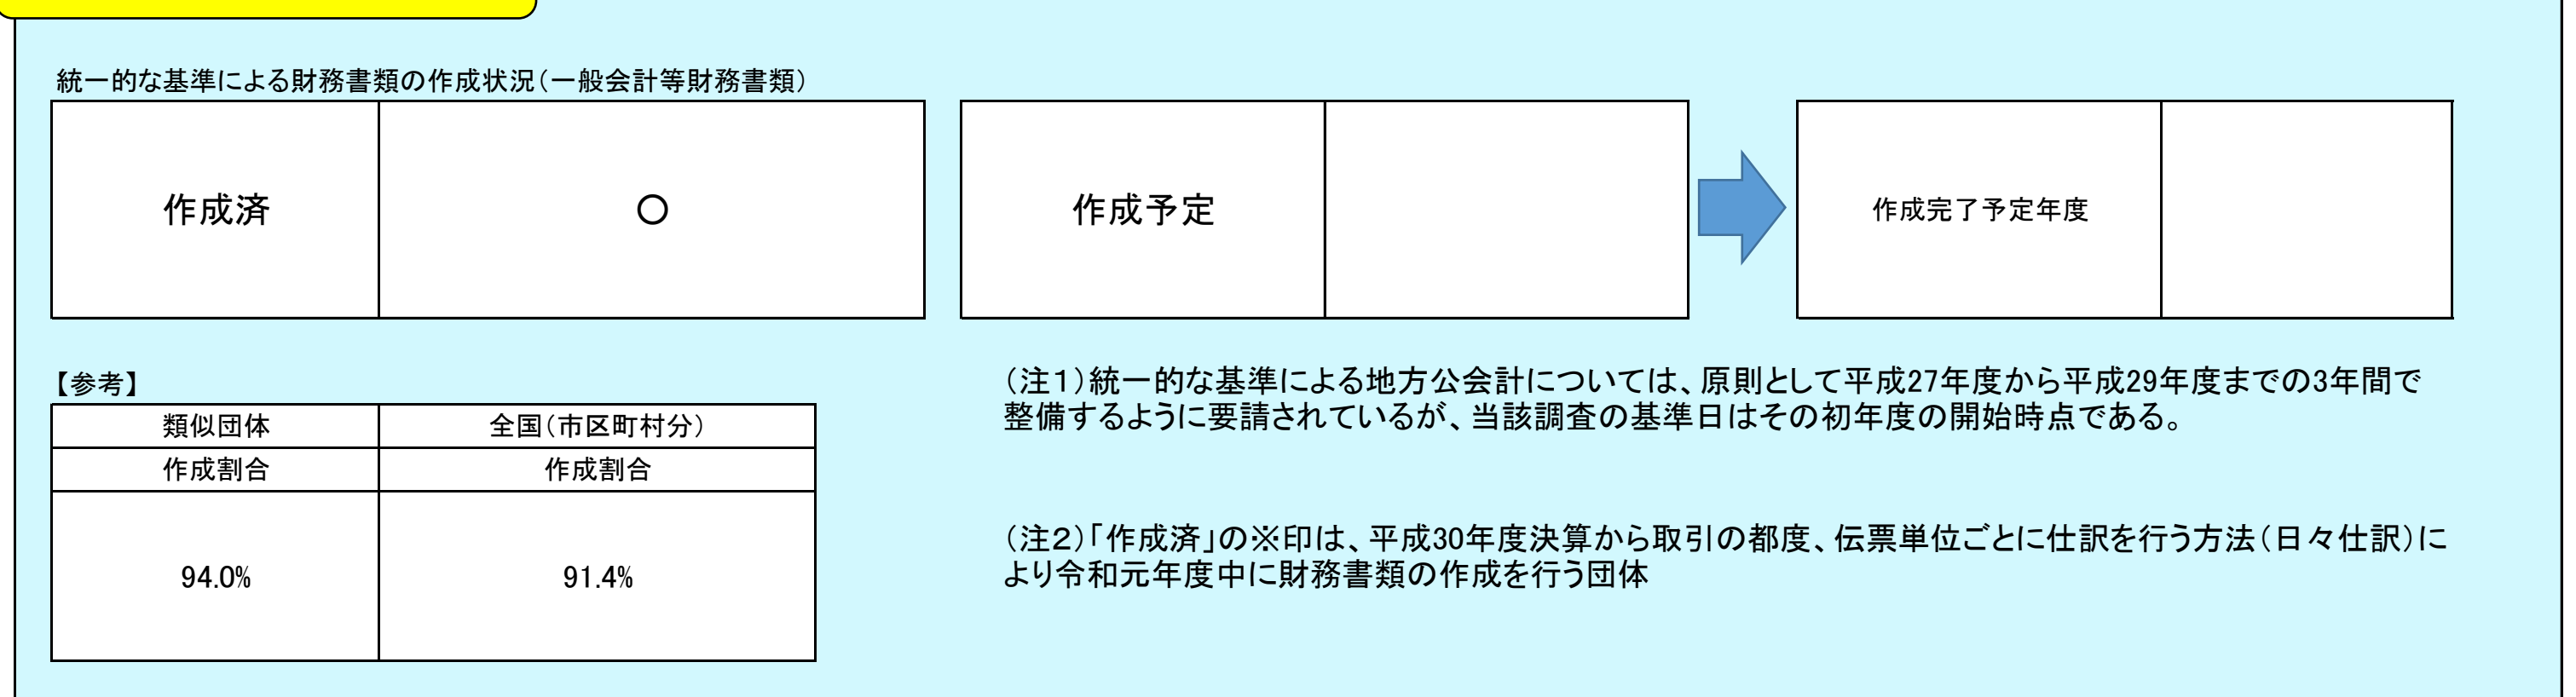 統一的な基準による財務書類の作成状況（一般会計等財務書類）
作成済
○
作成予定
作成完了予定年度
【参考】
類似団体
全国（市区町村分）
作成割合
作成割合
94.0%
91.4%
（注１）統一的な基準による地方公会計については、原則として平成27年度から平成29年度までの3年間で
整備するように要請されているが、当該調査の基準日はその初年度の開始時点である。
（注２）「作成済」の※印は、平成30年度決算から取引の都度、伝票単位ごとに仕訳を行う方法（日々仕訳）に
より令和元年度中に財務書類の作成を行う団体